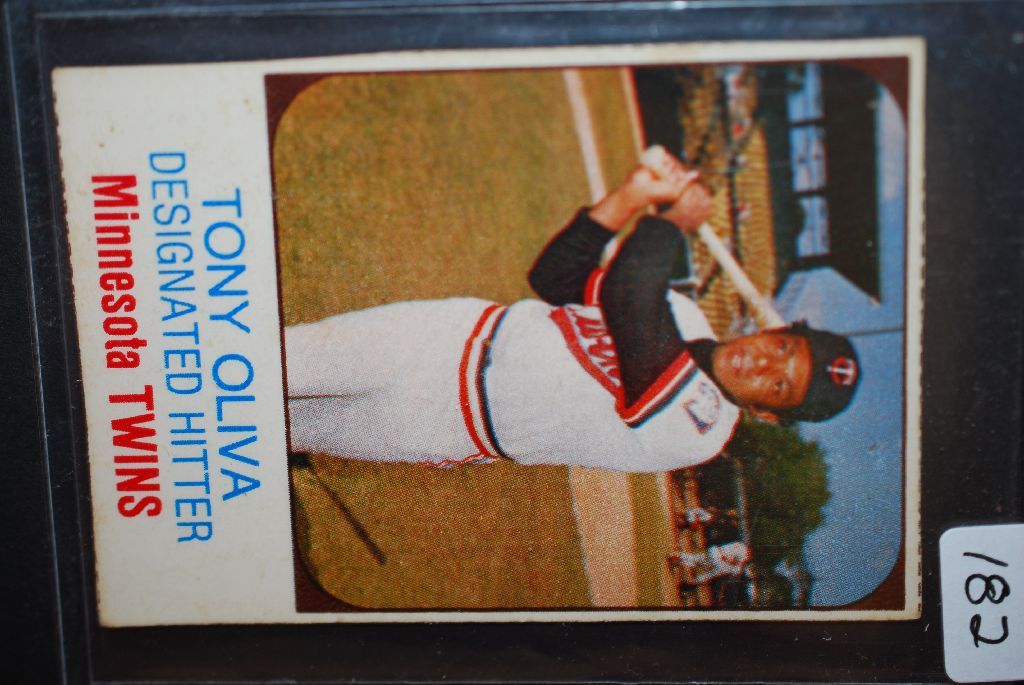 TONY OLIVA
DESIGNATED HITTER
Minnesota TWINS
182